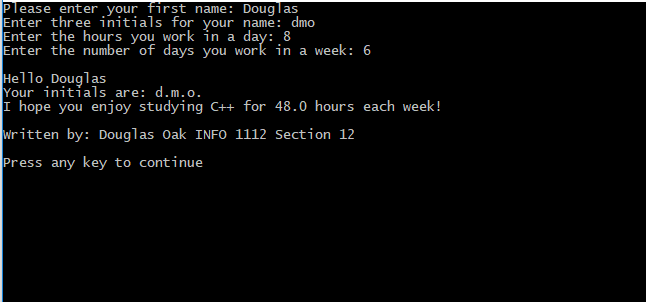 Please enter your first name: Douglas
Enter three initials for your name: dmo
Enter the hours you work in a day: 8
Enter the number of days you work in a week: 6
Hello Douglas
Your initials are: d.m.o.
I hope you enjoy studying C++ for 48.0 hours each week!
Written by: Douglas Oak INFO 1112 Section 12
Press any key to continue